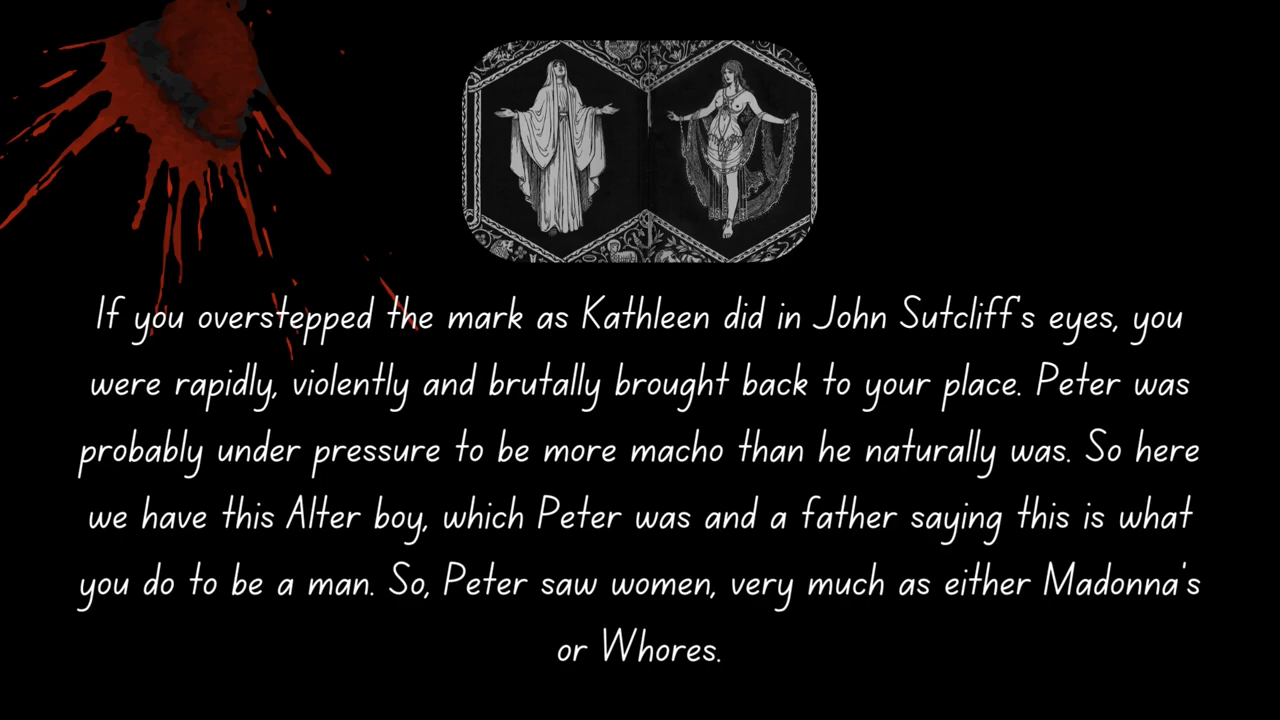 If you overstepped the mark as Kathleen did in John Sutcliff's eyes, you
were rapidly, violently and brutally brought back to your place. Peter was
probably under pressure to be more macho than he naturally was. So here
we have this Alter boy, which Peter was and a father saying this is what
you do to be a man. So, Peter saw women, very much as either Madonna's
or Whores.